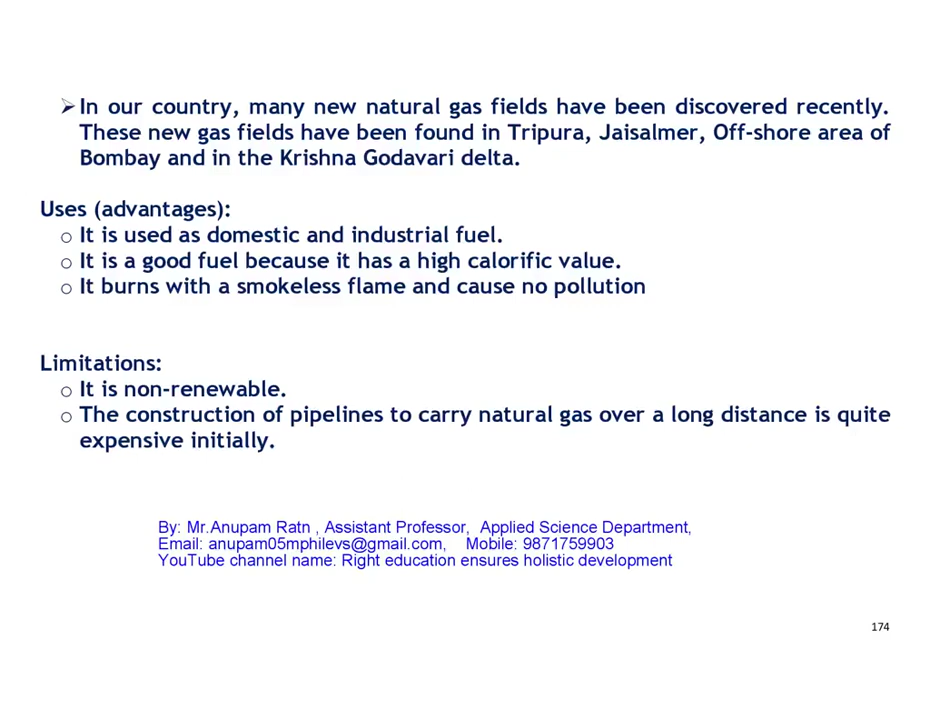 ➢In our country, many new natural gas fields have been discovered recently.
These new gas fields have been found in Tripura, Jaisalmer, Off-shore area of
Bombay and in the Krishna Godavari delta.
Uses (advantages):
o It is used as domestic and industrial fuel.
o It is a good fuel because it has a high calorific value.
o It burns with a smokeless flame and cause no pollution
Limitations:
o It is non-renewable.
o The construction of pipelines to carry natural gas over a long distance is quite
expensive initially.
By: Mr.Anupam Ratn , Assistant Professor, Applied Science Department,
Email: anupam05mphilevs@gmail.com, Mobile: 9871759903
YouTube channel name: Right education ensures holistic development
174